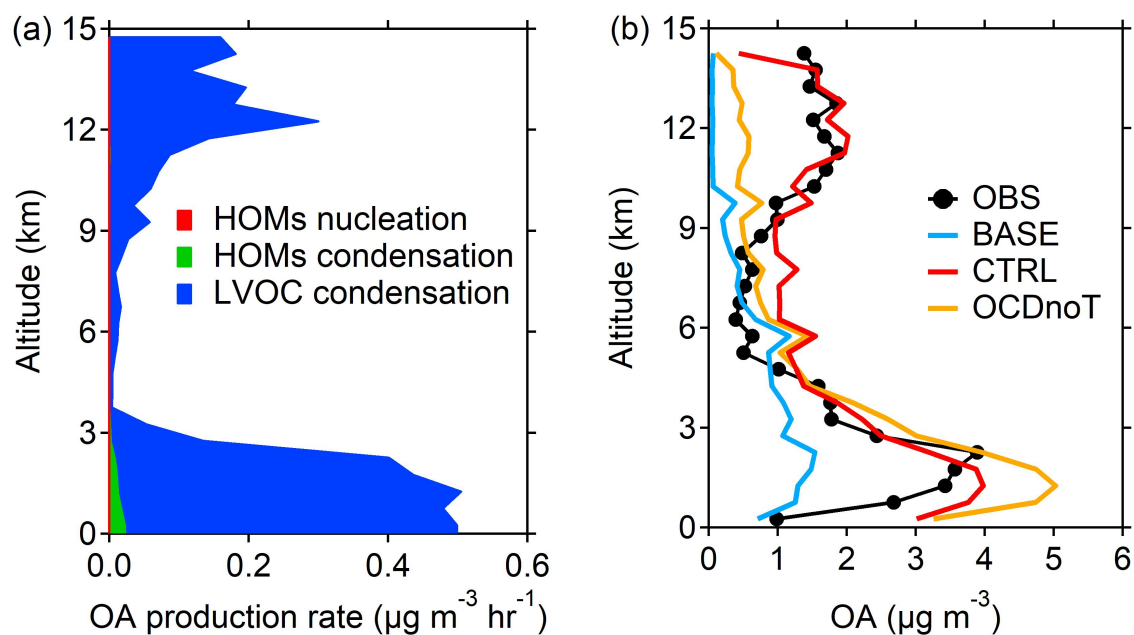 (a)
15
12
9
6
3
0
Altitude (km)
HOMs nucleation
HOMs condensation
LVOC condensation
0.0 0.2 0.4 0.6
OA production rate (µg m⁻³ hr⁻¹)
(b)
15
12
9
6
3
0
Altitude (km)
OBS
BASE
CTRL
OCDnoT
0 1 2 3 4 5 6
OA (µg m⁻³)